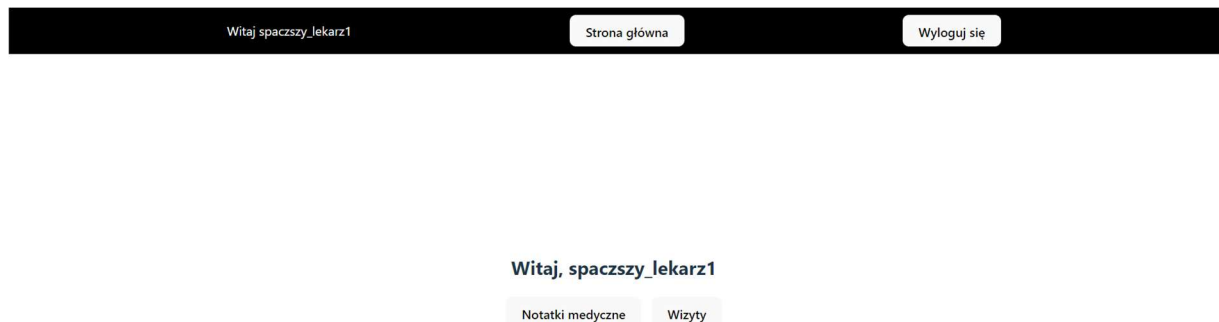 Witaj spaczszy_lekarz1 Strona główna Wyloguj się
Witaj, spaczszy_lekarz1
Notatki medyczne Wizyty